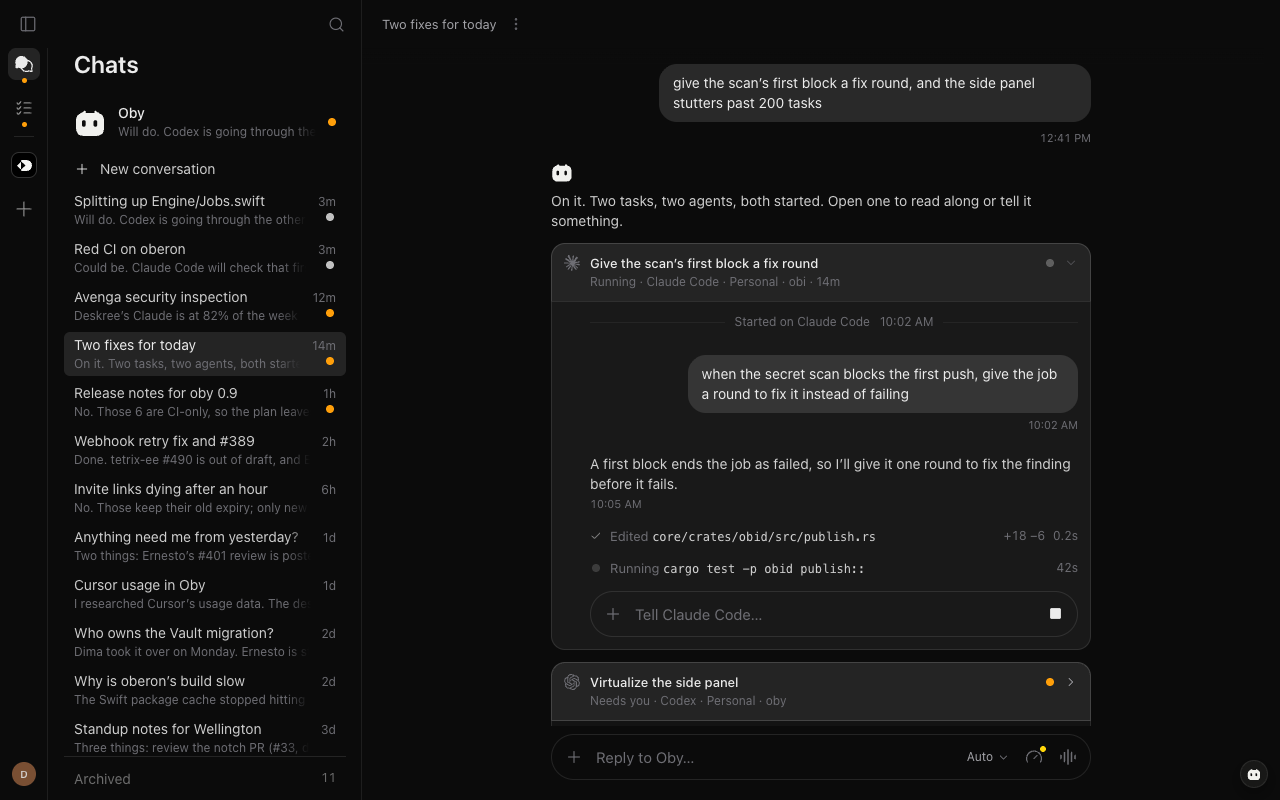 Two fixes for today
Chats
Oby
Will do. Codex is going through the
New conversation
Splitting up Engine/Jobs.swift 3m
Will do. Codex is going through the othe
Red CI on oberon 3m
Could be. Claude Code will check that fi
Avenga security inspection 12m
Deskree's Claude is at 82% of the week
Two fixes for today 14m
On it. Two tasks, two agents, both start
Release notes for oby 0.9 1h
No. Those 6 are CI-only, so the plan leave
Webhook retry fix and #389 2h
Done. tetrix-ee #490 is out of draft, and
Invite links dying after an hour 6h
No. Those keep their old expiry; only new
Anything need me from yesterday? 1d
Two things: Ernesto's #401 review is post
Cursor usage in Oby 1d
I researched Cursor's usage data. The de
Who owns the Vault migration? 2d
Dima took it over on Monday. Ernesto is s
Why is oberon's build slow 2d
The Swift package cache stopped hitting
Standup notes for Wellington 3d
Three things: review the notch PR (#33,
Archived 11
D
give the scan's first block a fix round, and the side panel
stutters past 200 tasks
12:41 PM
On it. Two tasks, two agents, both started. Open one to read along or tell it
something.
Give the scan's first block a fix round
Running · Claude Code · Personal · obi · 14m
Started on Claude Code 10:02 AM
when the secret scan blocks the first push, give the job
a round to fix it instead of failing
10:02 AM
A first block ends the job as failed, so I'll give it one round to fix the finding
before it fails.
10:05 AM
Edited core/crates/obid/src/publish.rs +18 −6 0.2s
Running cargo test -p obid publish:: 42s
Tell Claude Code...
Virtualize the side panel
Needs you · Codex · Personal · oby
Reply to Oby...
Auto